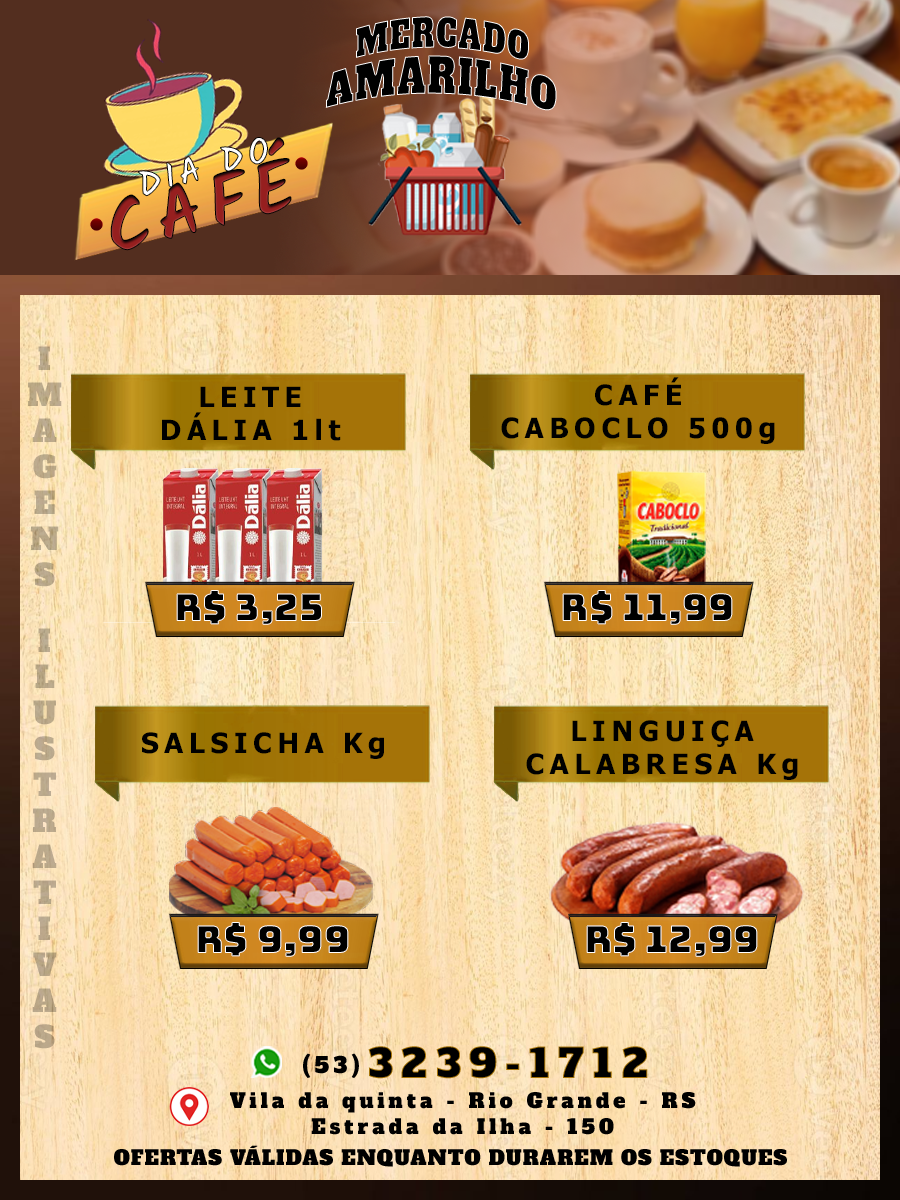 MERCADO
AMARILHO
DIA DO
CAFÉ
IMAGENS ILUSTRATIVAS
LEITE
DÁLIA 1lt
CAFÉ
CABOCLO 500g
Dália Dália Dália
CABOCLO
Tradicional
R$ 3,25
R$ 11,99
SALSICHA Kg
LINGUIÇA
CALABRESA Kg
R$ 9,99
R$ 12,99
(53) 3239-1712
Vila da quinta - Rio Grande - RS
Estrada da Ilha - 150
OFERTAS VÁLIDAS ENQUANTO DURAREM OS ESTOQUES